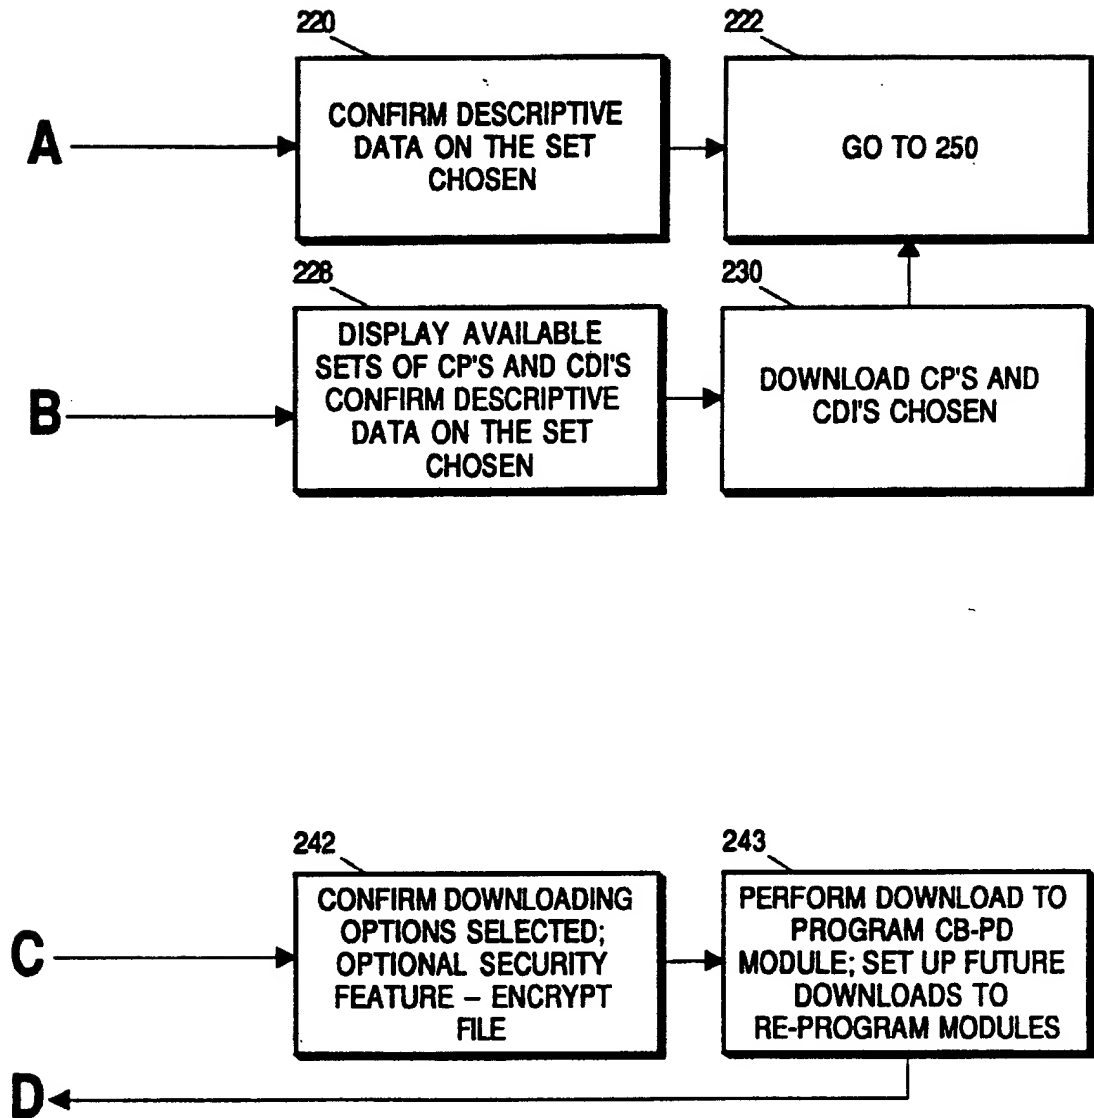 220
222
A
CONFIRM DESCRIPTIVE
DATA ON THE SET
CHOSEN
GO TO 250
228
230
B
DISPLAY AVAILABLE
SETS OF CP'S AND CDI'S
CONFIRM DESCRIPTIVE
DATA ON THE SET
CHOSEN
DOWNLOAD CP'S AND
CDI'S CHOSEN
242
243
C
CONFIRM DOWNLOADING
OPTIONS SELECTED;
OPTIONAL SECURITY
FEATURE – ENCRYPT
FILE
PERFORM DOWNLOAD TO
PROGRAM CB-PD
MODULE; SET UP FUTURE
DOWNLOADS TO
RE-PROGRAM MODULES
D